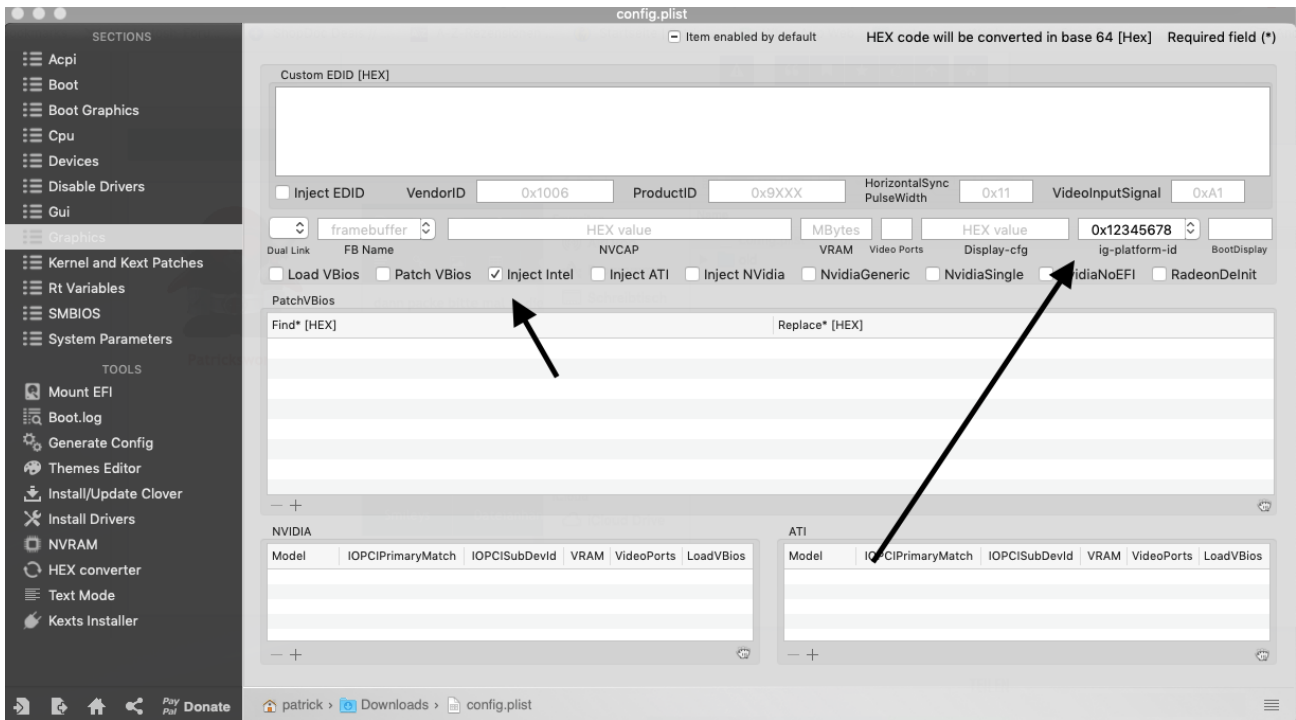 config.plist
SECTIONS
Acpi
Boot
Boot Graphics
Cpu
Devices
Disable Drivers
Gui
Graphics
Kernel and Kext Patches
Rt Variables
SMBIOS
System Parameters
TOOLS
Mount EFI
Boot.log
Generate Config
Themes Editor
Install/Update Clover
Install Drivers
NVRAM
HEX converter
Text Mode
Kexts Installer
Pay Pal Donate
Item enabled by default HEX code will be converted in base 64 [Hex] Required field (*)
Custom EDID [HEX]
Inject EDID VendorID 0x1006 ProductID 0x9XXX HorizontalSync PulseWidth 0x11 VideoInputSignal 0xA1
framebuffer HEX value MBytes HEX value 0x12345678
Dual Link FB Name NVCAP VRAM Video Ports Display-cfg ig-platform-id BootDisplay
Load VBios Patch VBios Inject Intel Inject ATI Inject NVidia NvidiaGeneric NvidiaSingle NvidiaNoEFI RadeonDeInit
PatchVBios
Find* [HEX] Replace* [HEX]
NVIDIA
Model IOPCIPrimaryMatch IOPCISubDevId VRAM VideoPorts LoadVBios
ATI
Model IOPCIPrimaryMatch IOPCISubDevId VRAM VideoPorts LoadVBios
patrick › Downloads › config.plist